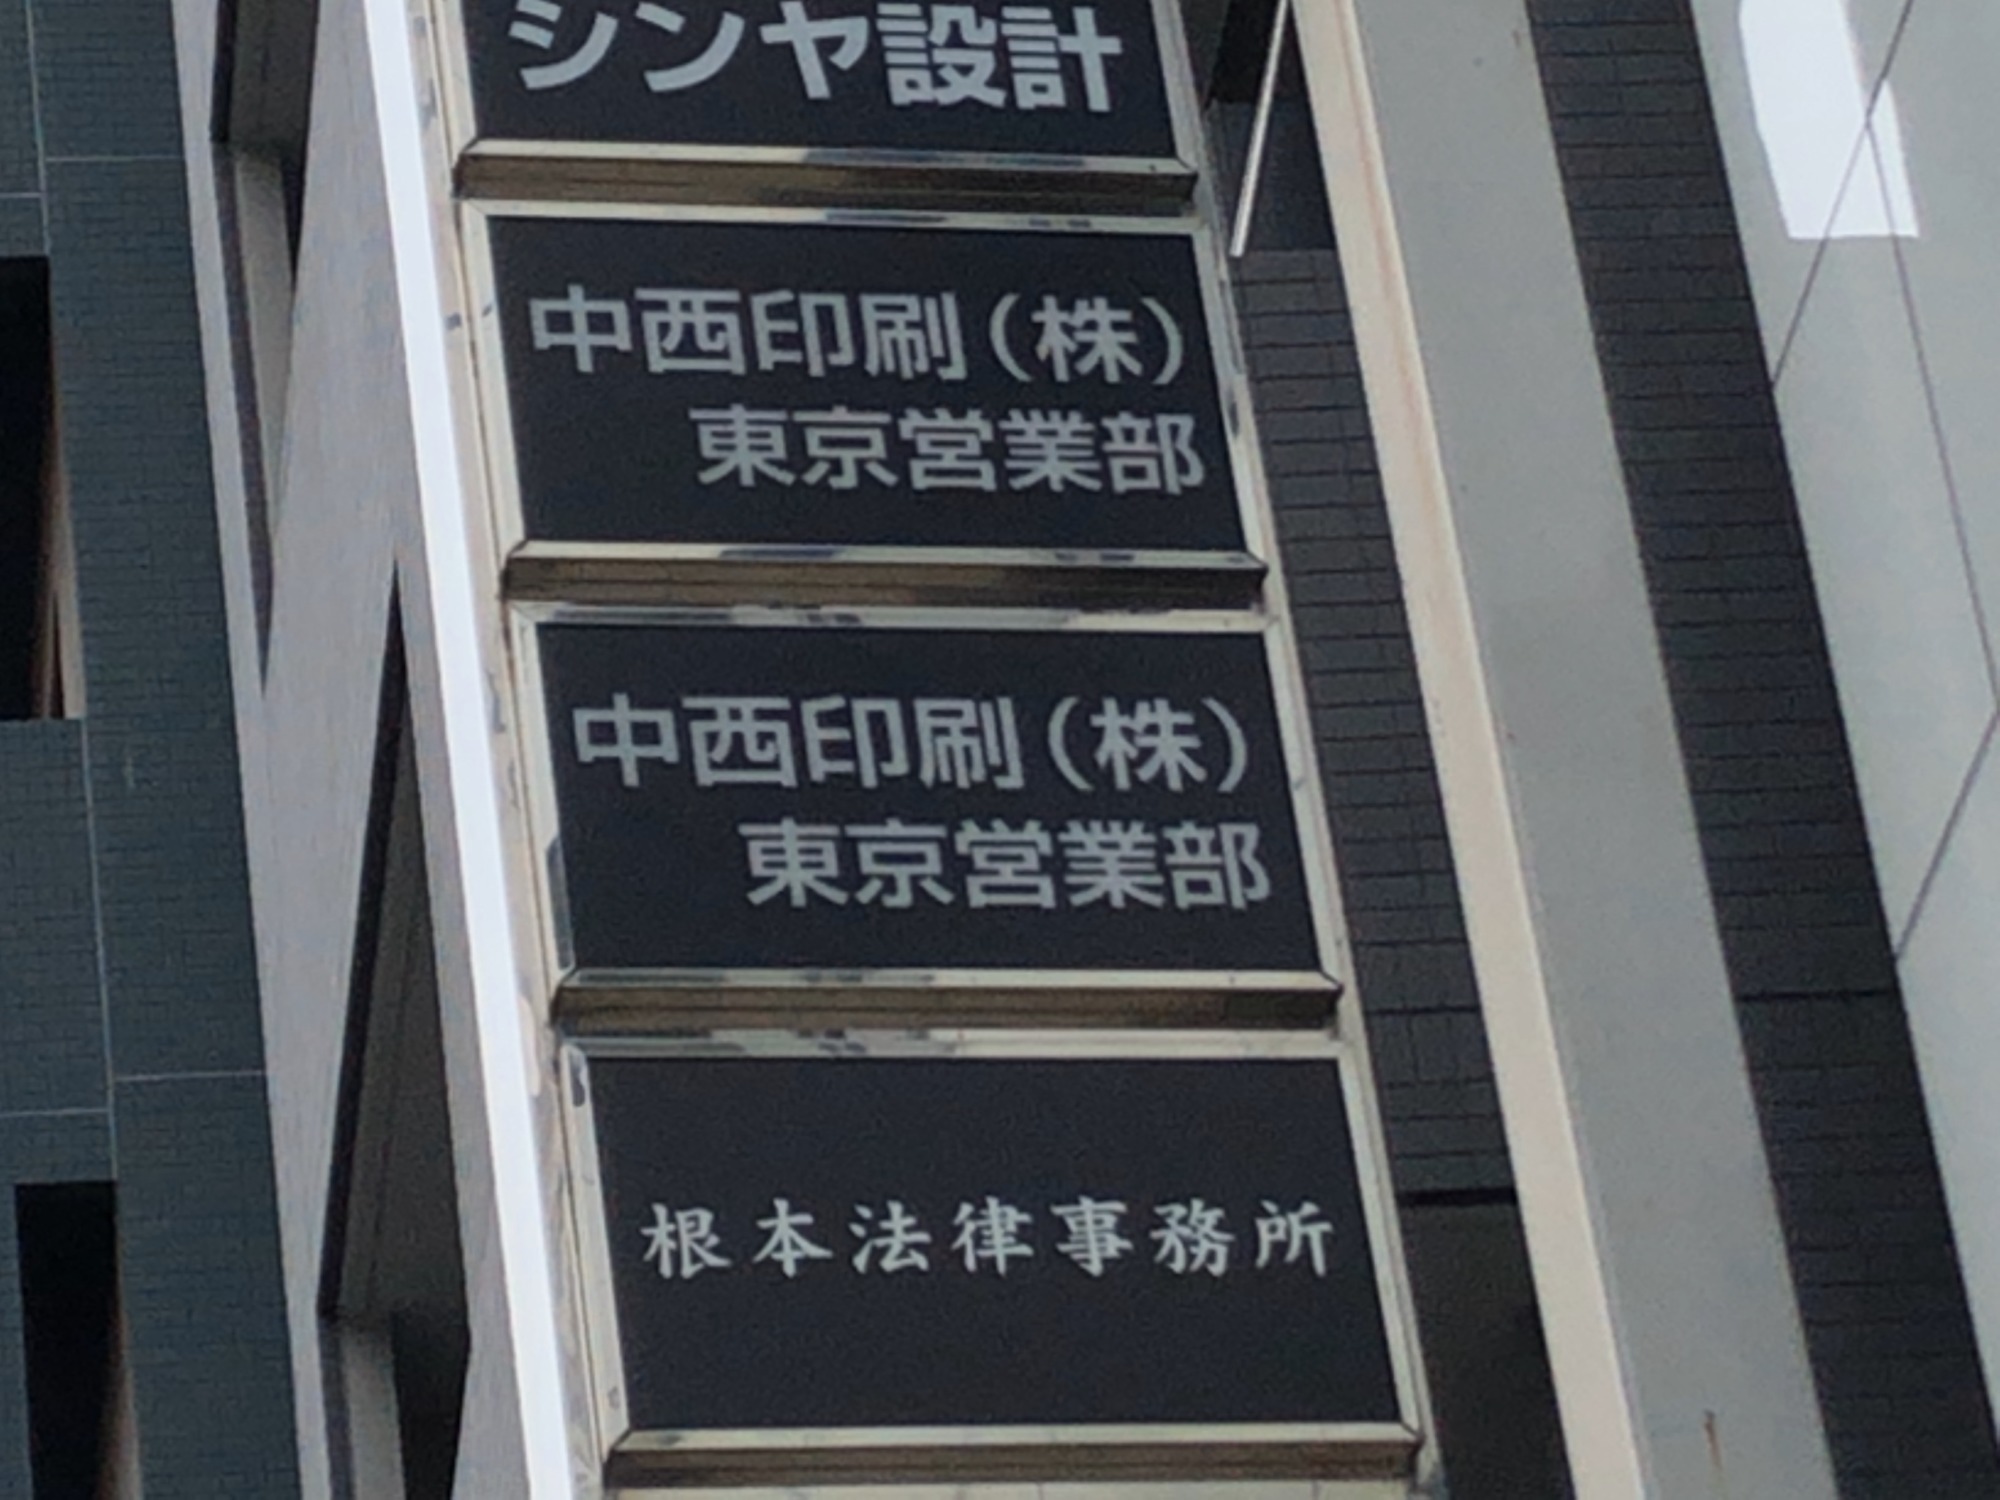 シンヤ設計
中西印刷(株)
東京営業部
中西印刷(株)
東京営業部
根本法律事務所